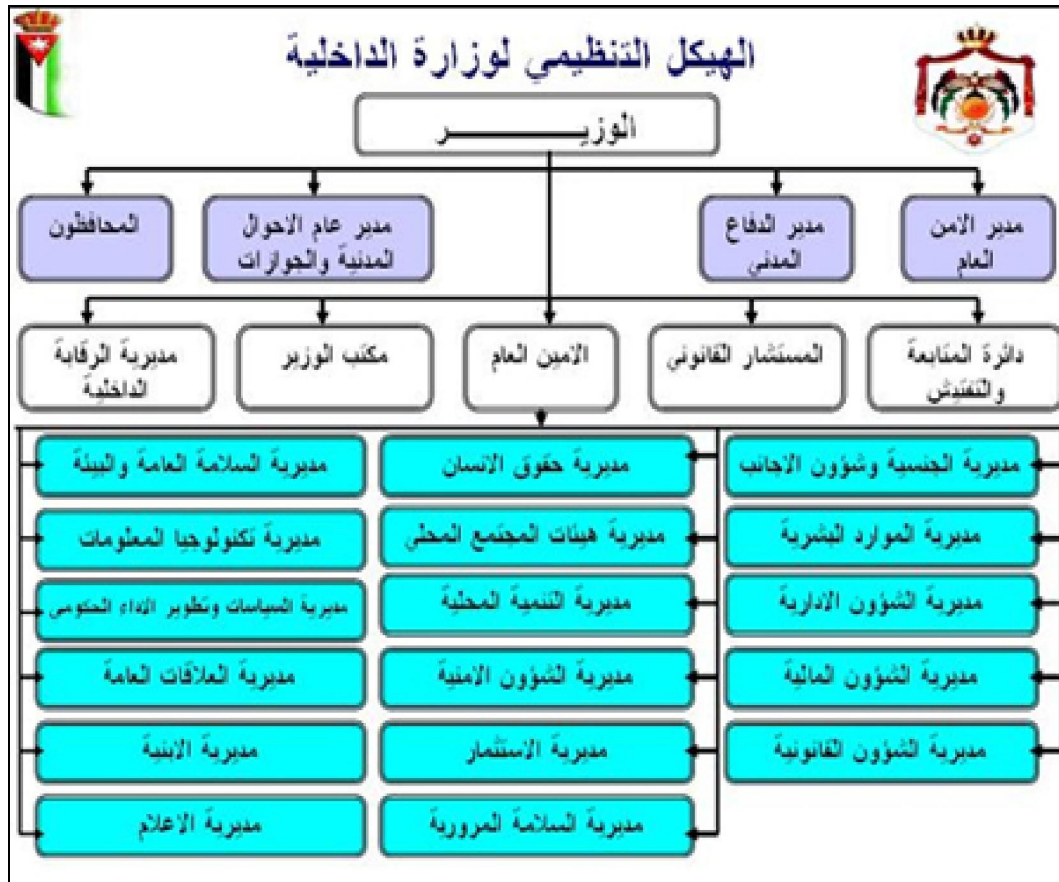 الهيكل التنظيمي لوزارة الداخلية
الوزيــــــــــر
مدير الامن
العام
مدير الدفاع
المدني
مدير عام الاحوال
المدنية والجوازات
المحافظون
دائرة المتابعة
والتفتيش
المستشار القانوني
الامين العام
مكتب الوزير
مديرية الرقابة
الداخلية
مديرية الجنسية وشؤون الاجانب
مديرية الموارد البشرية
مديرية الشؤون الادارية
مديرية الشؤون المالية
مديرية الشؤون القانونية
مديرية حقوق الانسان
مديرية هيئات المجتمع المحلي
مديرية التنمية المحلية
مديرية الشؤون الامنية
مديرية الاستثمار
مديرية السلامة المرورية
مديرية السلامة العامة والبيئة
مديرية تكنولوجيا المعلومات
مديرية السياسات وتطوير الاداء الحكومي
مديرية العلاقات العامة
مديرية الابنية
مديرية الاعلام